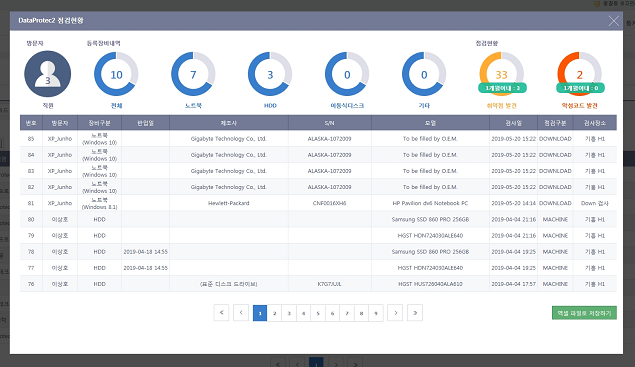 DataProtec2 점검현황
방문자
등록장비내역
점검현황
3
10
7
3
0
0
33
2
1개월이내 : 3
1개월이내 : 0
직원
전체
노트북
HDD
이동식디스크
기타
취약점 발견
악성코드 발견
번호 방문자 장비구분 반입일 제조사 S/N 모델 검사일 점검구분 검사장소
85 XP_Junho 노트북 (Windows 10) Gigabyte Technology Co., Ltd. ALASKA-1072009 To be filled by O.E.M. 2019-05-20 15:22 DOWNLOAD 기흥 H1
84 XP_Junho 노트북 (Windows 10) Gigabyte Technology Co., Ltd. ALASKA-1072009 To be filled by O.E.M. 2019-05-20 15:22 DOWNLOAD 기흥 H1
83 XP_Junho 노트북 (Windows 10) Gigabyte Technology Co., Ltd. ALASKA-1072009 To be filled by O.E.M. 2019-05-20 15:22 DOWNLOAD 기흥 H1
82 XP_Junho 노트북 (Windows 10) Gigabyte Technology Co., Ltd. ALASKA-1072009 To be filled by O.E.M. 2019-05-20 15:22 DOWNLOAD 기흥 H1
81 XP_Junho 노트북 (Windows 8.1) Hewlett-Packard CNF0016XH6 HP Pavilion dv6 Notebook PC 2019-05-20 14:14 DOWNLOAD Down 검사
80 이상호 HDD Samsung SSD 860 PRO 256GB 2019-04-04 21:16 MACHINE 기흥 H1
79 이상호 HDD HGST HDN724030ALE640 2019-04-04 21:16 MACHINE 기흥 H1
78 이상호 HDD 2019-04-18 14:55 Samsung SSD 860 PRO 256GB 2019-04-04 19:25 MACHINE 기흥 H1
77 이상호 HDD 2019-04-18 14:55 HGST HDN724030ALE640 2019-04-04 19:25 MACHINE 기흥 H1
76 이상호 HDD (표준 디스크 드라이브) K7G7UUJL HGST HUS726040ALA610 2019-04-04 17:57 MACHINE 기흥 H1
1 2 3 4 5 6 7 8 9
엑셀 파일로 저장하기